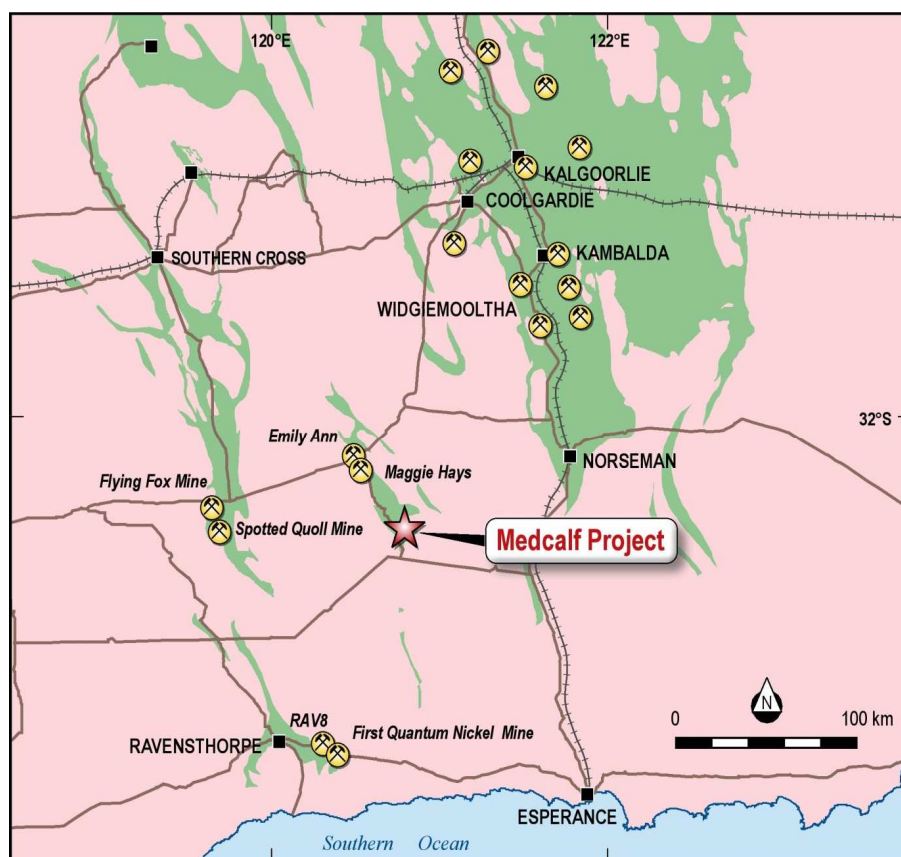 120°E
122°E
KALGOORLIE
COOLGARDIE
SOUTHERN CROSS
KAMBALDA
WIDGIEMOOLTHA
32°S
Emily Ann
Maggie Hays
NORSEMAN
Flying Fox Mine
Spotted Quoll Mine
Medcalf Project
N
0
100 km
RAV8
First Quantum Nickel Mine
RAVENSTHORPE
ESPERANCE
Southern Ocean